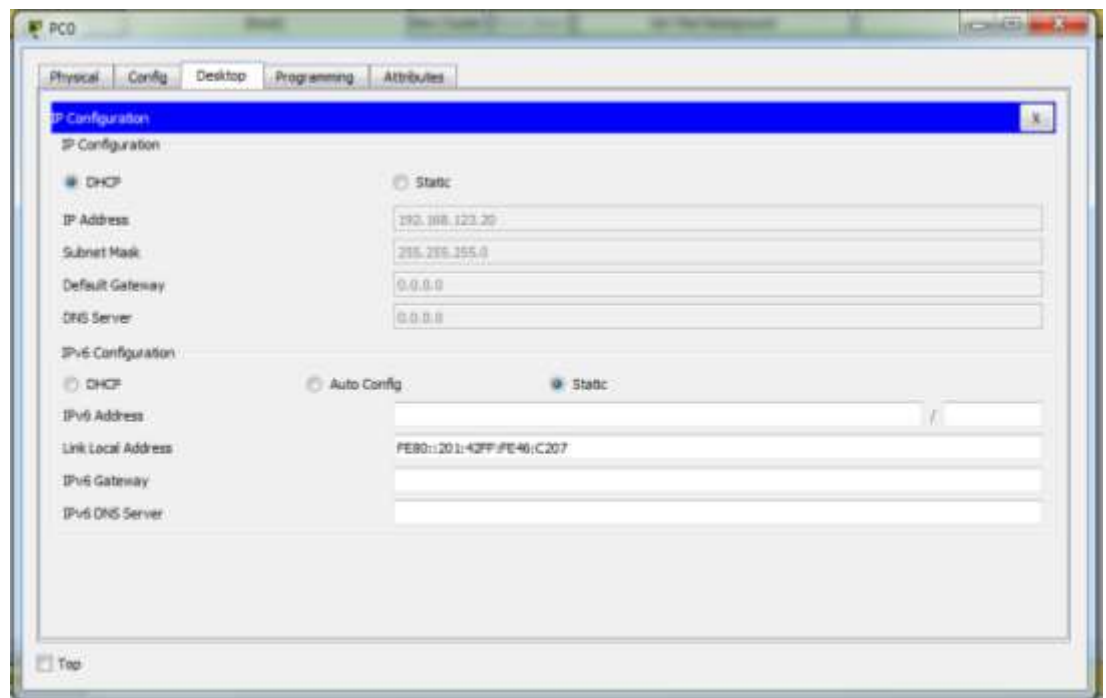 PC0
Physical Config Desktop Programming Attributes
IP Configuration X
IP Configuration
DHCP Static
IP Address 192.168.123.20
Subnet Mask 255.255.255.0
Default Gateway 0.0.0.0
DNS Server 0.0.0.0
IPv6 Configuration
DHCP Auto Config Static
IPv6 Address /
Link Local Address FE80::201:42FF:FE46:C207
IPv6 Gateway
IPv6 DNS Server
Top